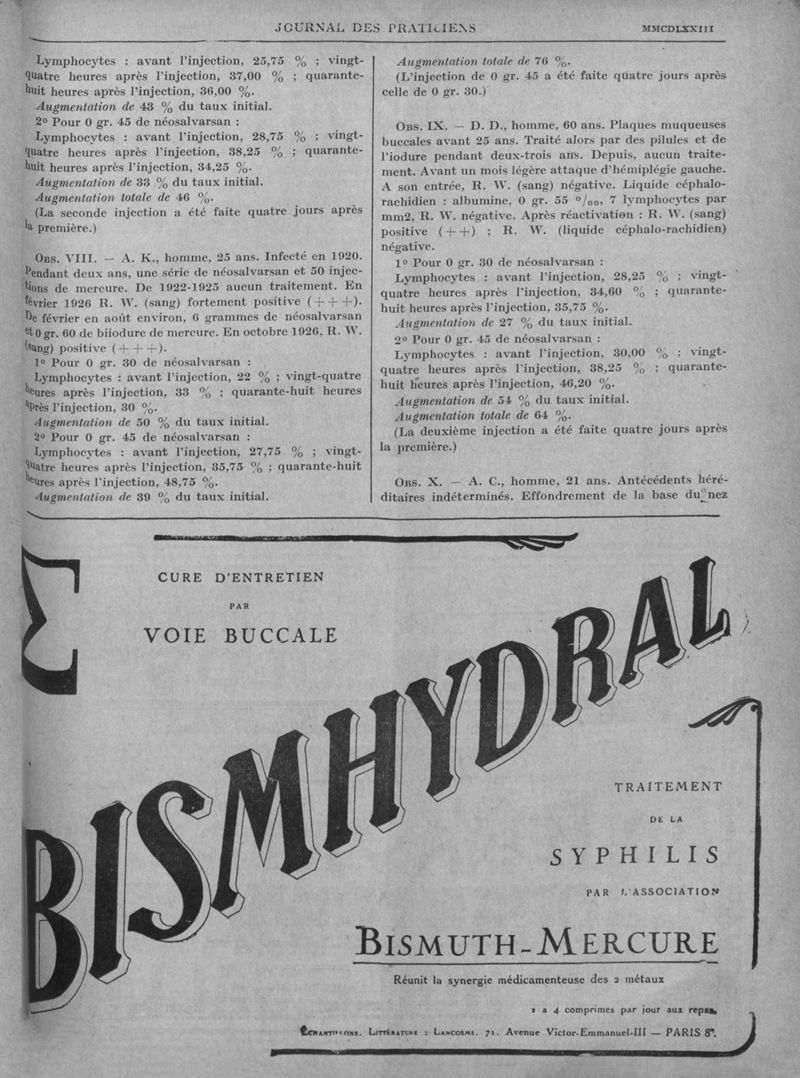 JOURNAL DES PRATICIENS
MMCDLXXIII
Lymphocytes : avant l'injection, 25,75 % ; vingt-
quatre heures après l'injection, 37,00 % ; quarante-
huit heures après l'injection, 36,00 %.
Augmentation de 43 % du taux initial.
2º Pour 0 gr. 45 de néosalvarsan :
Lymphocytes : avant l'injection, 28,75 % ; vingt-
quatre heures après l'injection, 38,25 % ; quarante-
huit heures après l'injection, 34,25 %.
Augmentation de 33 % du taux initial.
Augmentation totale de 46 %.
(La seconde injection a été faite quatre jours après
la première.)
OBS. VIII. — A. K., homme, 25 ans. Infecté en 1920.
Pendant deux ans, une série de néosalvarsan et 50 injec-
tions de mercure. De 1922-1925 aucun traitement. En
février 1926 R. W. (sang) fortement positive (+++).
De février en août environ, 6 grammes de néosalvarsan
et 0 gr. 60 de biiodure de mercure. En octobre 1926, R. W.
(sang) positive (+++).
1º Pour 0 gr. 30 de néosalvarsan :
Lymphocytes : avant l'injection, 22 % ; vingt-quatre
heures après l'injection, 33 % ; quarante-huit heures
après l'injection, 30 %.
Augmentation de 50 % du taux initial.
2º Pour 0 gr. 45 de néosalvarsan :
Lymphocytes : avant l'injection, 27,75 % ; vingt-
quatre heures après l'injection, 35,75 % ; quarante-huit
heures après l'injection, 48,75 %.
Augmentation de 39 % du taux initial.
Augmentation totale de 76 %.
(L'injection de 0 gr. 45 a été faite quatre jours après
celle de 0 gr. 30.)
OBS. IX. — D. D., homme, 60 ans. Plaques muqueuses
buccales avant 25 ans. Traité alors par des pilules et de
l'iodure pendant deux-trois ans. Depuis, aucun traite-
ment. Avant un mois légère attaque d'hémiplégie gauche.
A son entrée, R. W. (sang) négative. Liquide céphalo-
rachidien : albumine, 0 gr. 55 º/oo, 7 lymphocytes par
mm2, R. W. négative. Après réactivation : R. W. (sang)
positive (++) ; R. W. (liquide céphalo-rachidien)
négative.
1º Pour 0 gr. 30 de néosalvarsan :
Lymphocytes : avant l'injection, 28,25 % ; vingt-
quatre heures après l'injection, 34,60 % ; quarante-
huit heures après l'injection, 35,75 %.
Augmentation de 27 % du taux initial.
2º Pour 0 gr. 45 de néosalvarsan :
Lymphocytes : avant l'injection, 30,00 % : vingt-
quatre heures après l'injection, 38,25 % ; quarante-
huit heures après l'injection, 46,20 %.
Augmentation de 54 % du taux initial.
Augmentation totale de 64 %.
(La deuxième injection a été faite quatre jours après
la première.)
OBS. X. — A. C., homme, 21 ans. Antécédents héré-
ditaires indéterminés. Effondrement de la base du nez
Σ
CURE D'ENTRETIEN
PAR
VOIE BUCCALE
BISMHYDRAL
TRAITEMENT
DE LA
SYPHILIS
PAR L'ASSOCIATION
BISMUTH-MERCURE
Réunit la synergie médicamenteuse des 2 métaux
2 a 4 comprimes par jour aux repas.
ÉCHANTILLONS. LITTÉRATURE : LANCOSME. 71. Avenue Victor-Emmanuel-III — PARIS 8e.